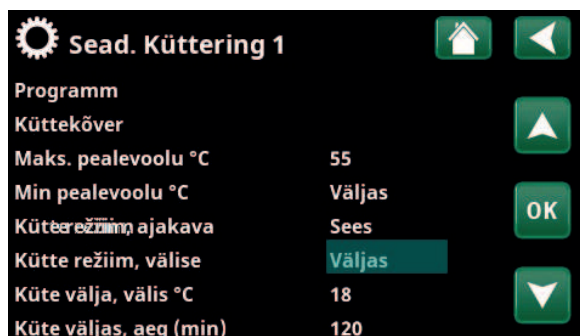 Sead. Küttering 1
Programm
Küttekõver
Maks. pealevoolu °C 55
Min pealevoolu °C Väljas
ajakava Sees
Kütte režiim, välise Väljas
OK
Küte välja, välis °C 18
Küte väljas, aeg (min) 120